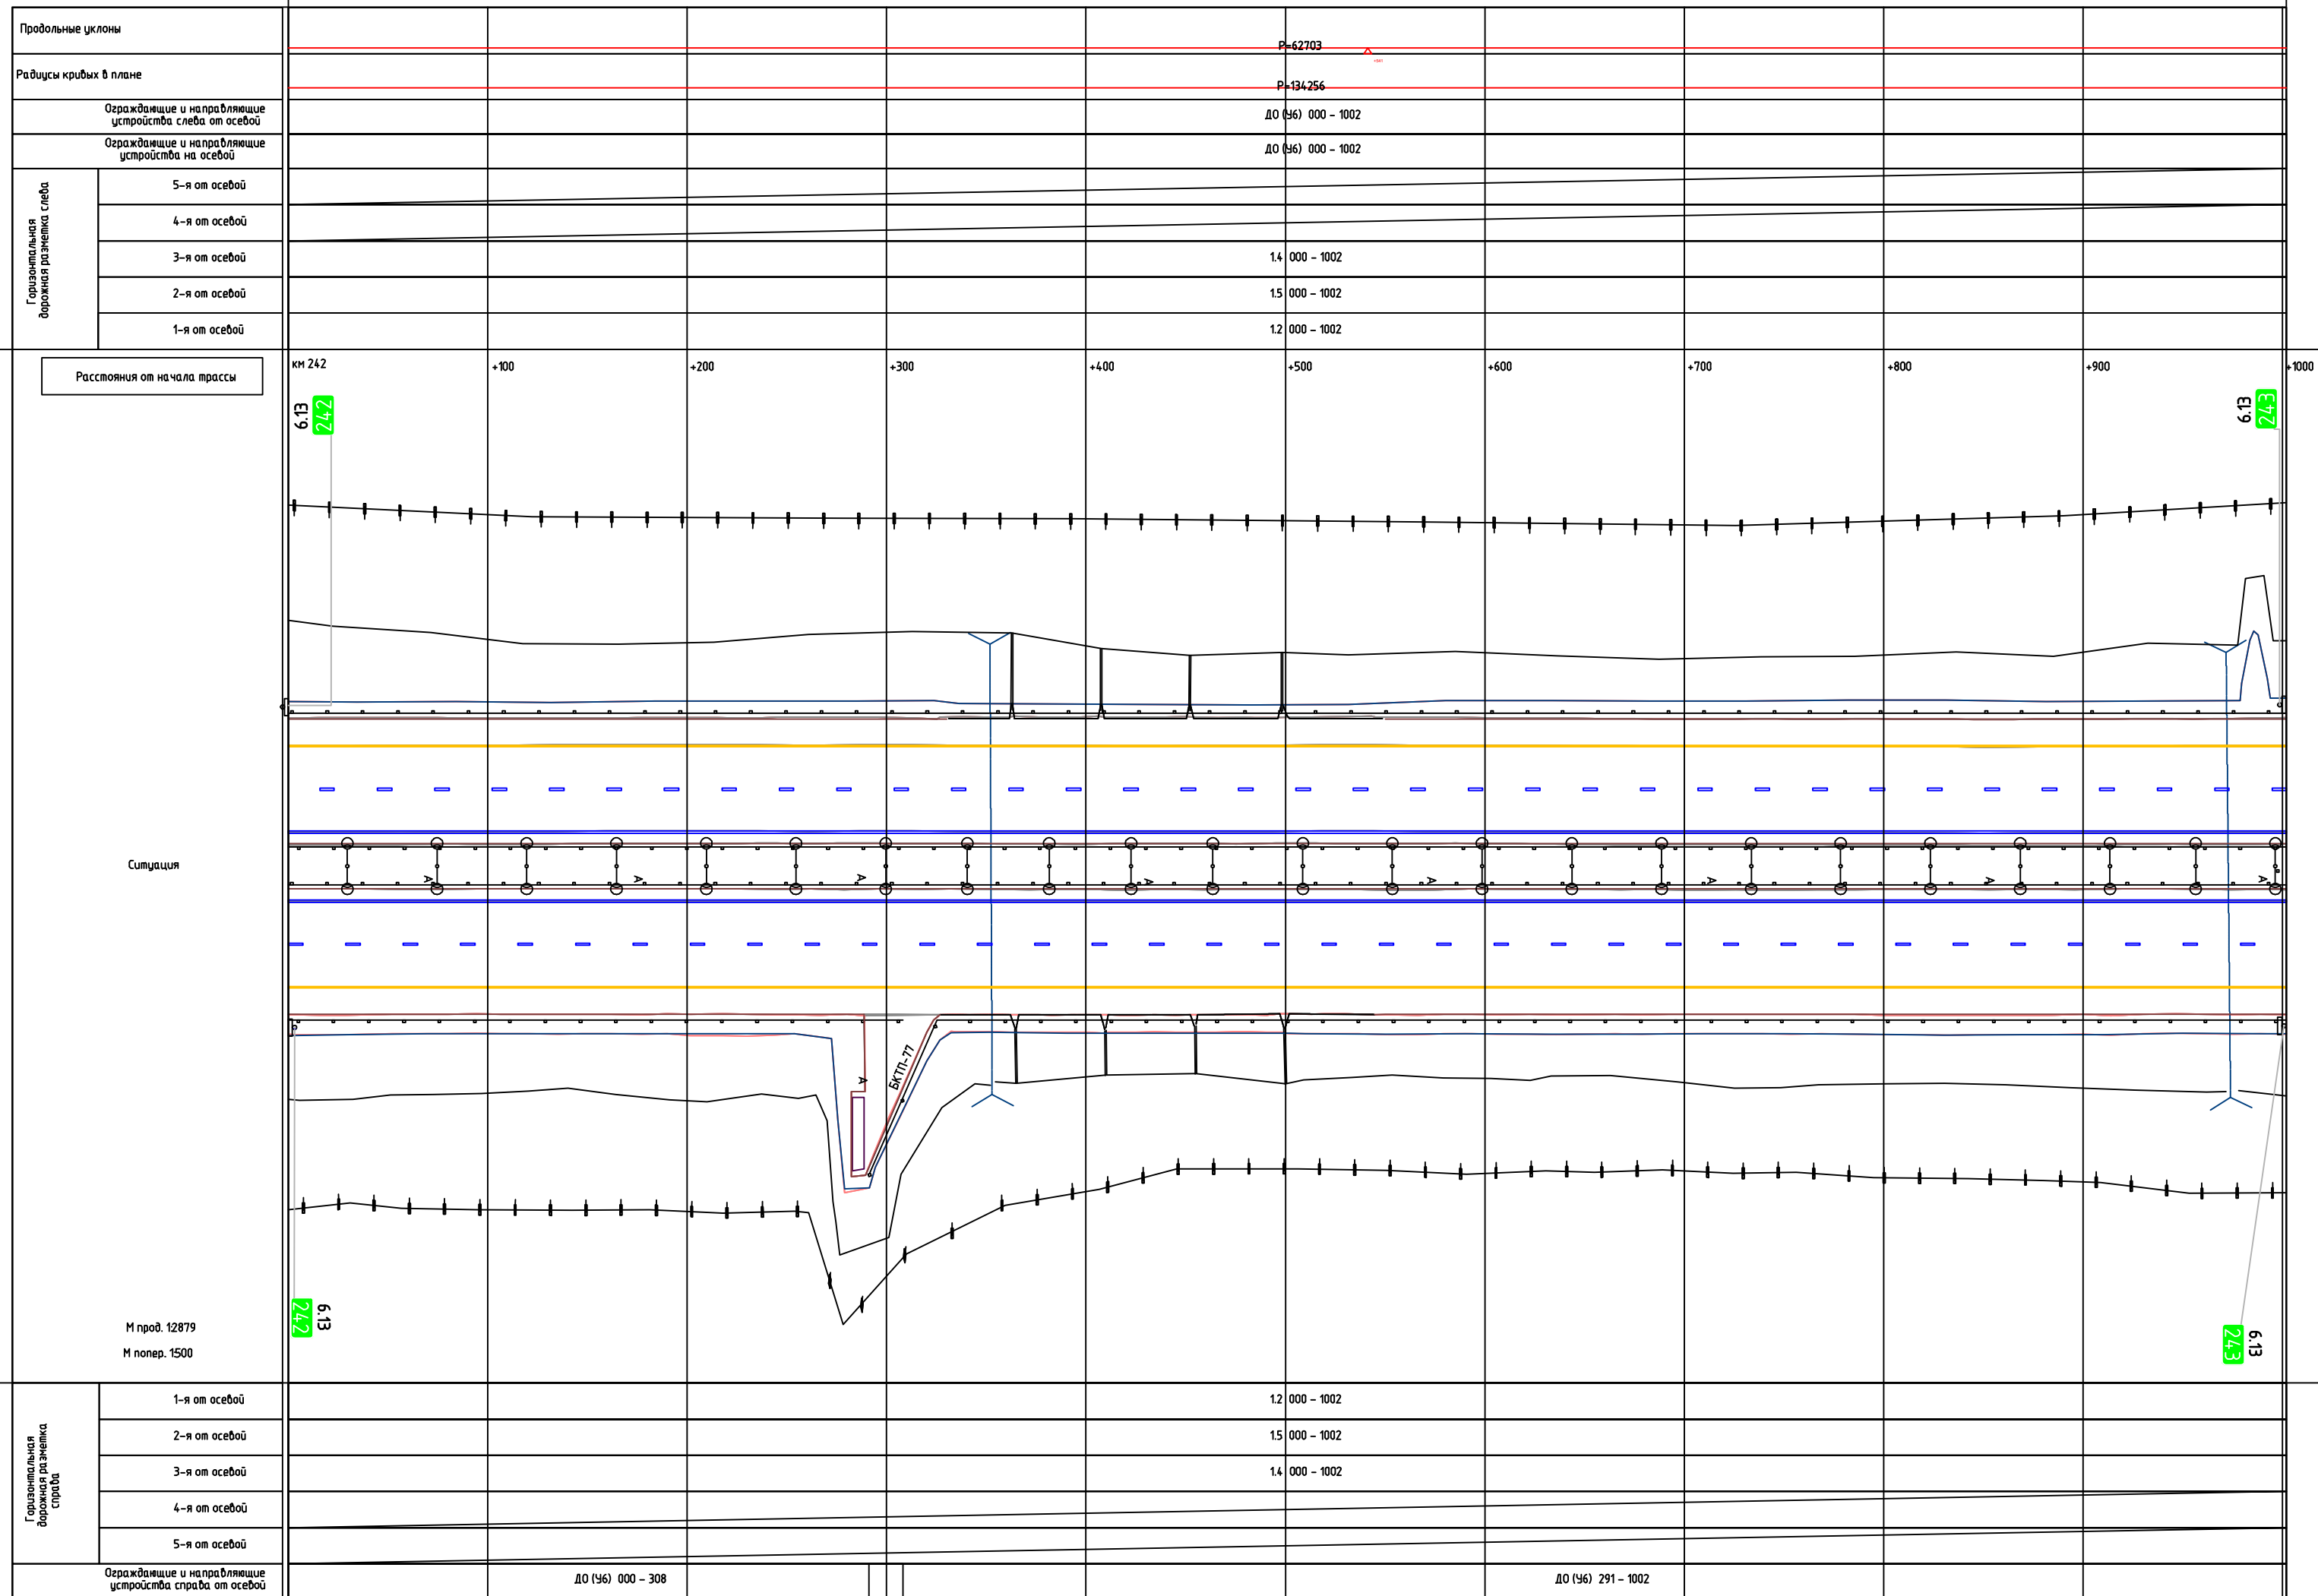 Продольные уклоны
Р=62703
Радиусы кривых в плане
Р=134256
Ограждающие и направляющие
устройства слева от осевой
ДО (У6) 000 - 1002
Ограждающие и направляющие
устройства на осевой
ДО (У6) 000 - 1002
Горизонтальная
дорожная разметка слева
5-я от осевой
4-я от осевой
3-я от осевой
1.4 000 - 1002
2-я от осевой
1.5 000 - 1002
1-я от осевой
1.2 000 - 1002
Расстояния от начала трассы
км 242
+100
+200
+300
+400
+500
+600
+700
+800
+900
+1000
6.13
242
6.13
243
Ситуация
А
А
А
А
А
А
А
А
А
БКТП-77
242
6.13
243
6.13
М прод. 1:2879
М попер. 1:500
Горизонтальная
дорожная разметка
справа
1-я от осевой
1.2 000 - 1002
2-я от осевой
1.5 000 - 1002
3-я от осевой
1.4 000 - 1002
4-я от осевой
5-я от осевой
Ограждающие и направляющие
устройства справа от осевой
ДО (У6) 000 - 308
ДО (У6) 291 - 1002